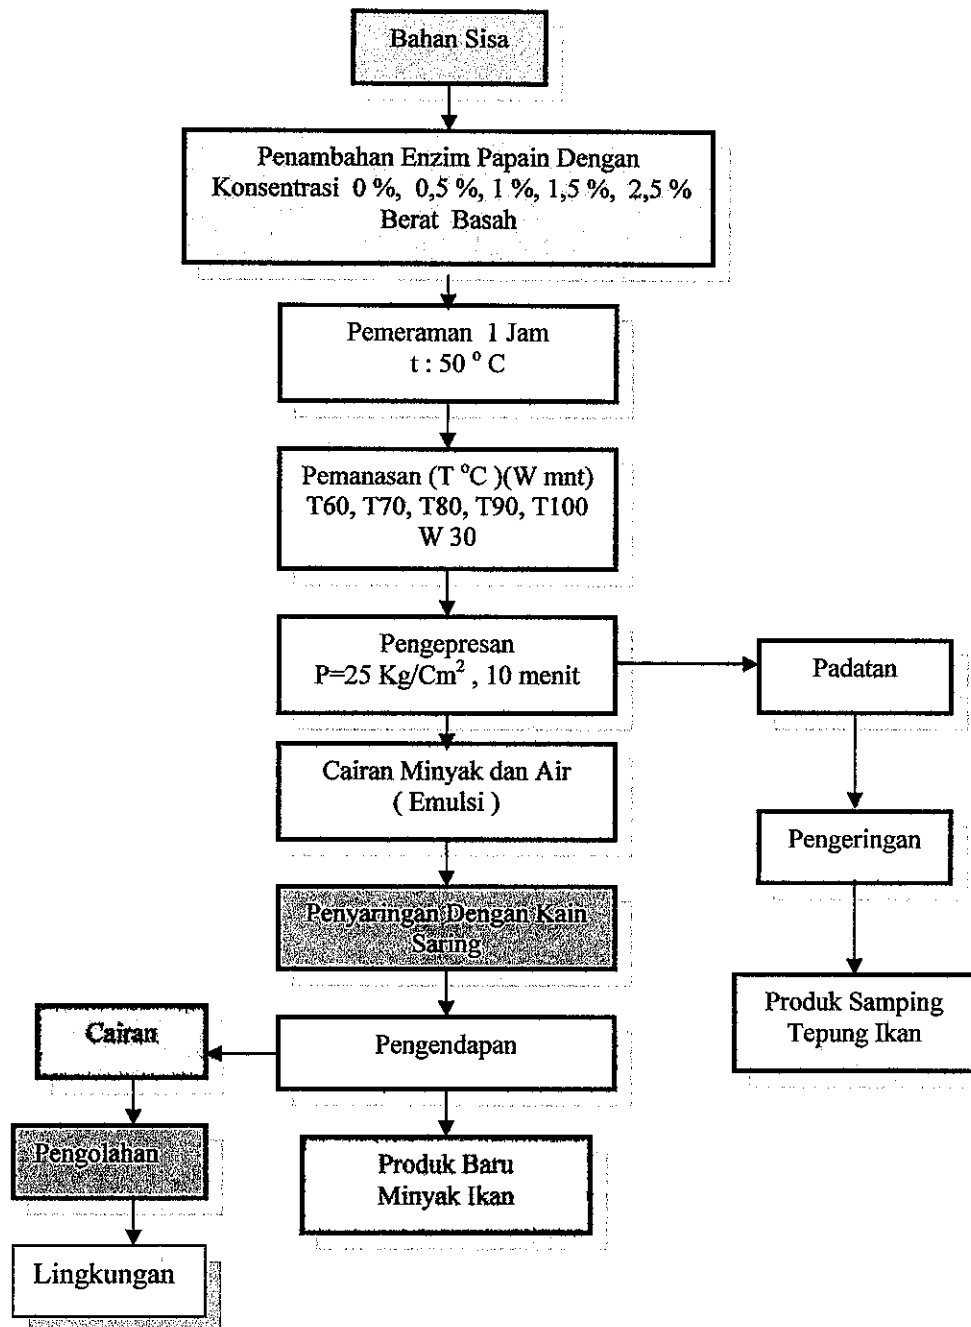 Bahan Sisa
Penambahan Enzim Papain Dengan
Konsentrasi 0 %, 0,5 %, 1 %, 1,5 %, 2,5 %
Berat Basah
Pemeraman 1 Jam
t : 50 ° C
Pemanasan (T °C )(W mnt)
T60, T70, T80, T90, T100
W 30
Pengepresan
P=25 Kg/Cm² , 10 menit
Padatan
Cairan Minyak dan Air
( Emulsi )
Pengeringan
Penyaringan Dengan Kain
Saring
Produk Samping
Tepung Ikan
Cairan
Pengendapan
Pengolahan
Produk Baru
Minyak Ikan
Lingkungan